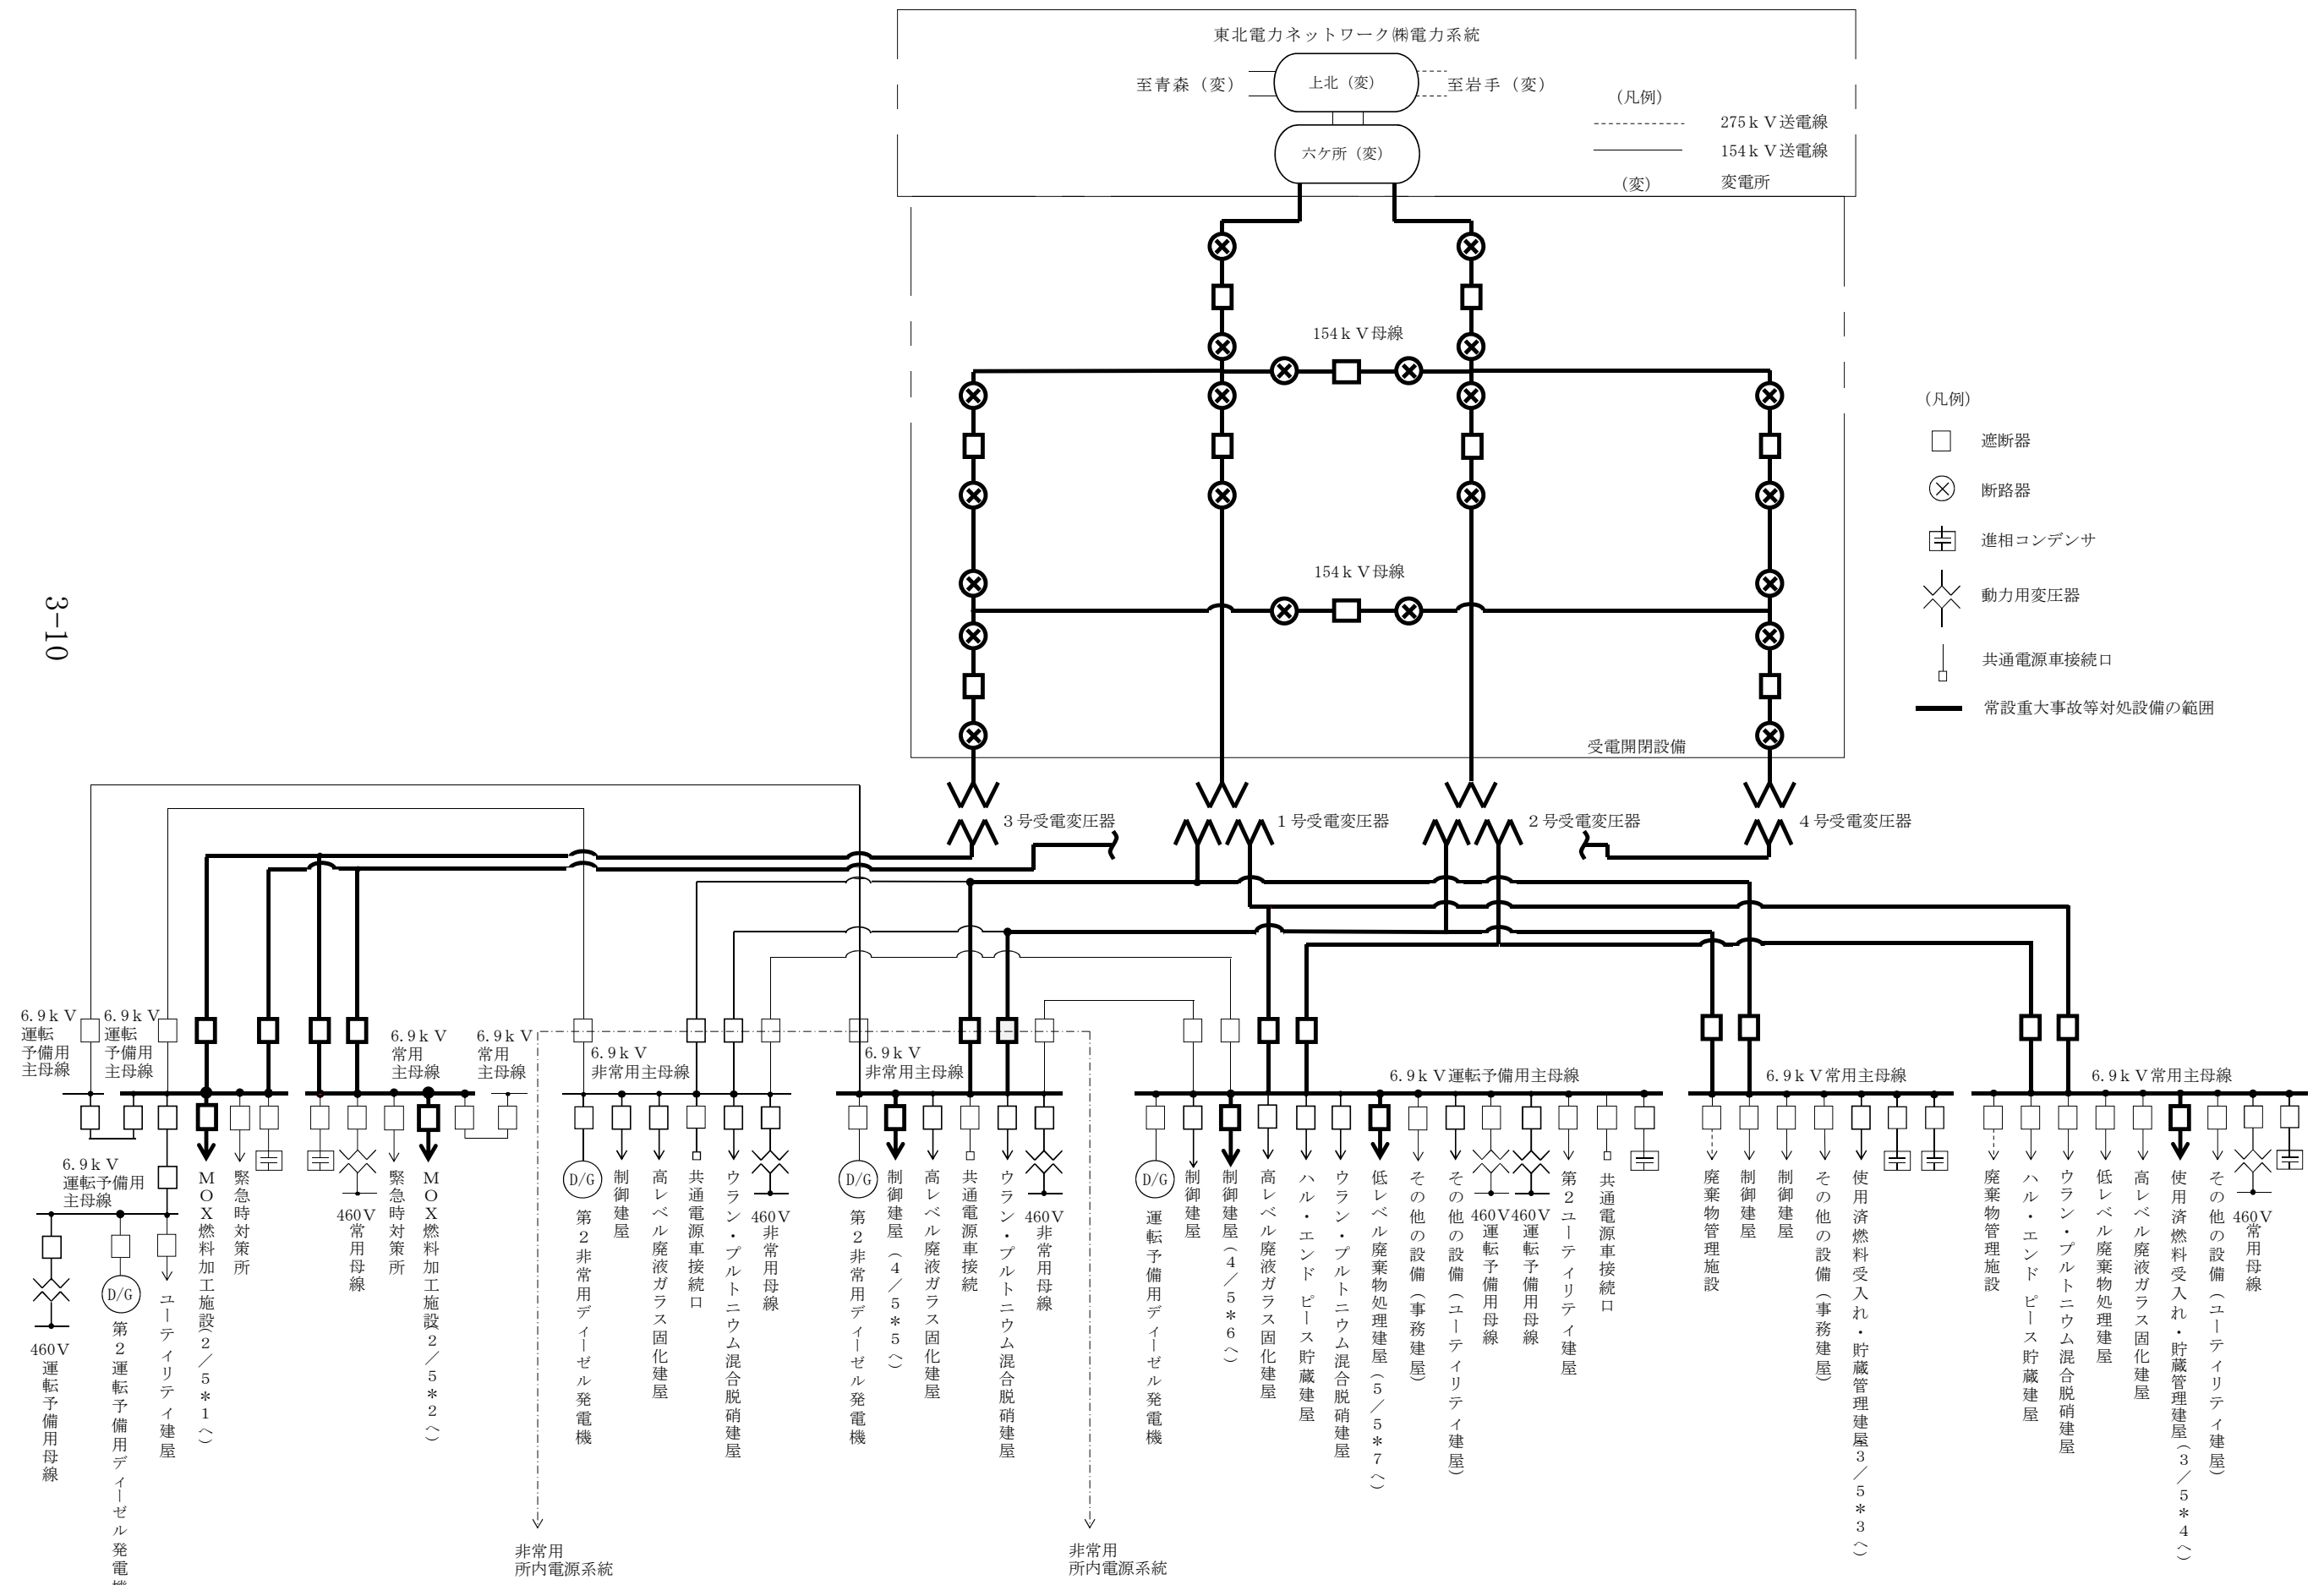 東北電力ネットワーク㈱電力系統
至青森（変）
上北（変）
至岩手（変）
六ケ所（変）
（凡例）
275ｋＶ送電線
154ｋＶ送電線
（変）
変電所
154ｋＶ母線
154ｋＶ母線
受電開閉設備
（凡例）
遮断器
断路器
進相コンデンサ
動力用変圧器
共通電源車接続口
常設重大事故等対処設備の範囲
3-10
３号受電変圧器
１号受電変圧器
２号受電変圧器
４号受電変圧器
6.9ｋＶ
運転
予備用
主母線
6.9ｋＶ
運転
予備用
主母線
6.9ｋＶ
常用
主母線
6.9ｋＶ
常用
主母線
6.9ｋＶ
非常用主母線
6.9ｋＶ
非常用主母線
6.9ｋＶ運転予備用主母線
6.9ｋＶ常用主母線
6.9ｋＶ常用主母線
6.9ｋＶ
運転予備用
主母線
460Ｖ
運転予備用母線
D/G
第２運転予備用ディーゼル発電機
ユーティリティ建屋
ＭＯＸ燃料加工施設（２／５＊１へ）
緊急時対策所
460Ｖ
常用母線
緊急時対策所
ＭＯＸ燃料加工施設（２／５＊２へ）
D/G
第２非常用ディーゼル発電機
制御建屋
高レベル廃液ガラス固化建屋
共通電源車接続口
ウラン・プルトニウム混合脱硝建屋
460Ｖ
非常用母線
D/G
第２非常用ディーゼル発電機
制御建屋（４／５＊５へ）
高レベル廃液ガラス固化建屋
共通電源車接続
ウラン・プルトニウム混合脱硝建屋
460Ｖ
非常用母線
D/G
運転予備用ディーゼル発電機
制御建屋
制御建屋（４／５＊６へ）
高レベル廃液ガラス固化建屋
ハル・エンド ピース貯蔵建屋
ウラン・プルトニウム混合脱硝建屋
低レベル廃棄物処理建屋（５／５＊７へ）
その他の設備（事務建屋）
その他の設備（ユーティリティ建屋）
460Ｖ
運転予備用母線
460Ｖ
運転予備用母線
第２ユーティリティ建屋
共通電源車接続口
廃棄物管理施設
制御建屋
制御建屋
その他の設備（事務建屋）
使用済燃料受入れ・貯蔵管理建屋（３／５＊３へ）
廃棄物管理施設
ハル・エンド ピース貯蔵建屋
ウラン・プルトニウム混合脱硝建屋
低レベル廃棄物処理建屋
高レベル廃液ガラス固化建屋
使用済燃料受入れ・貯蔵管理建屋（３／５＊４へ）
その他の設備（ユーティリティ建屋）
460Ｖ
常用母線
非常用
所内電源系統
非常用
所内電源系統